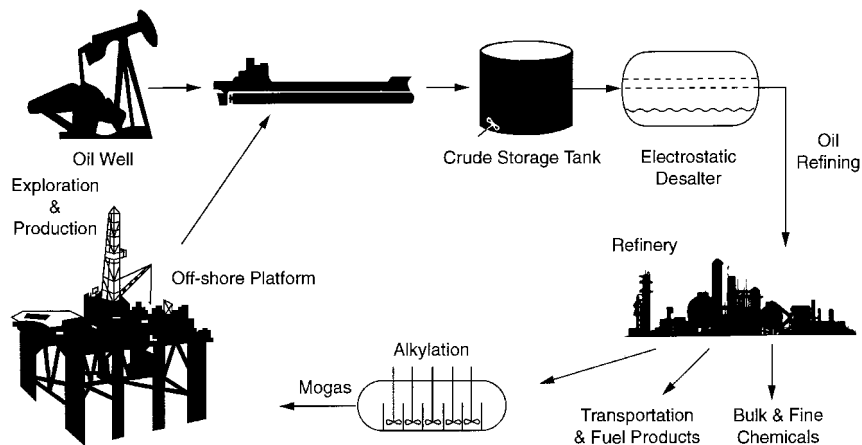 Oil Well
Crude Storage Tank
Electrostatic
Desalter
Oil
Refining
Exploration
&
Production
Off-shore Platform
Refinery
Alkylation
Mogas
Transportation
& Fuel Products
Bulk & Fine
Chemicals